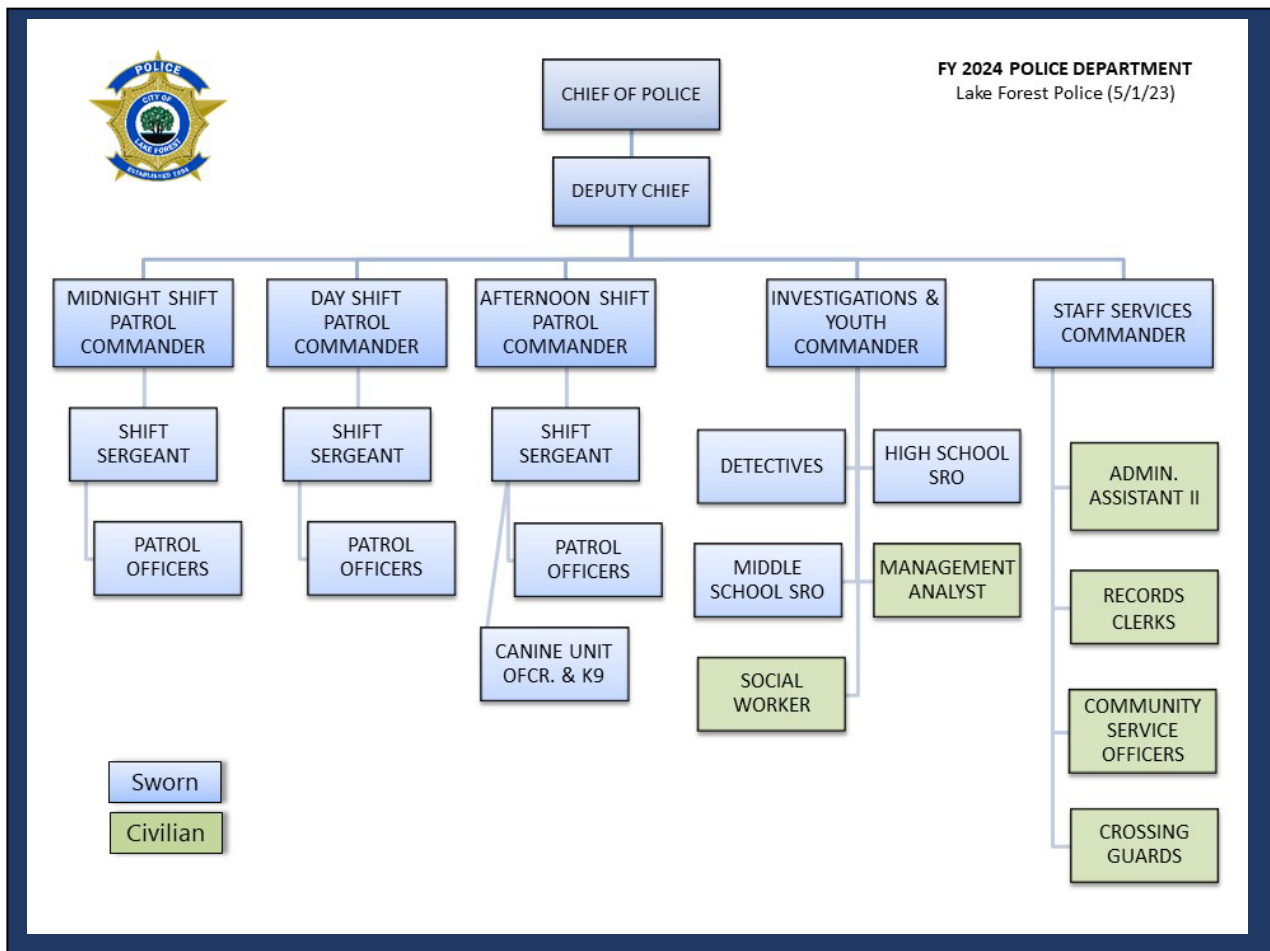 POLICE
CITY OF
LAKE FOREST
ESTABLISHED 1896
FY 2024 POLICE DEPARTMENT
Lake Forest Police (5/1/23)
CHIEF OF POLICE
DEPUTY CHIEF
MIDNIGHT SHIFT
PATROL
COMMANDER
DAY SHIFT
PATROL
COMMANDER
AFTERNOON SHIFT
PATROL
COMMANDER
INVESTIGATIONS &
YOUTH
COMMANDER
STAFF SERVICES
COMMANDER
SHIFT
SERGEANT
SHIFT
SERGEANT
SHIFT
SERGEANT
DETECTIVES
HIGH SCHOOL
SRO
ADMIN.
ASSISTANT II
PATROL
OFFICERS
PATROL
OFFICERS
PATROL
OFFICERS
MIDDLE
SCHOOL SRO
MANAGEMENT
ANALYST
RECORDS
CLERKS
CANINE UNIT
OFCR. & K9
SOCIAL
WORKER
COMMUNITY
SERVICE
OFFICERS
CROSSING
GUARDS
Sworn
Civilian